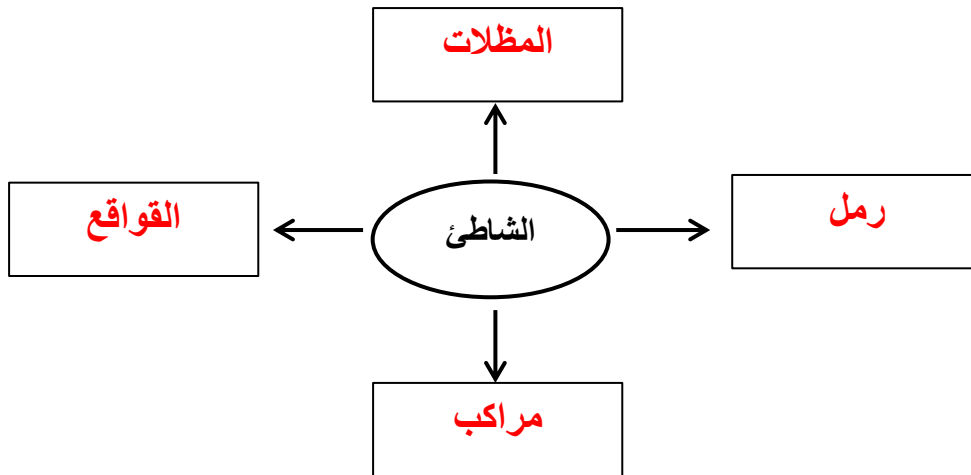 المظلات
رمل
الشاطئ
القواقع
مراكب